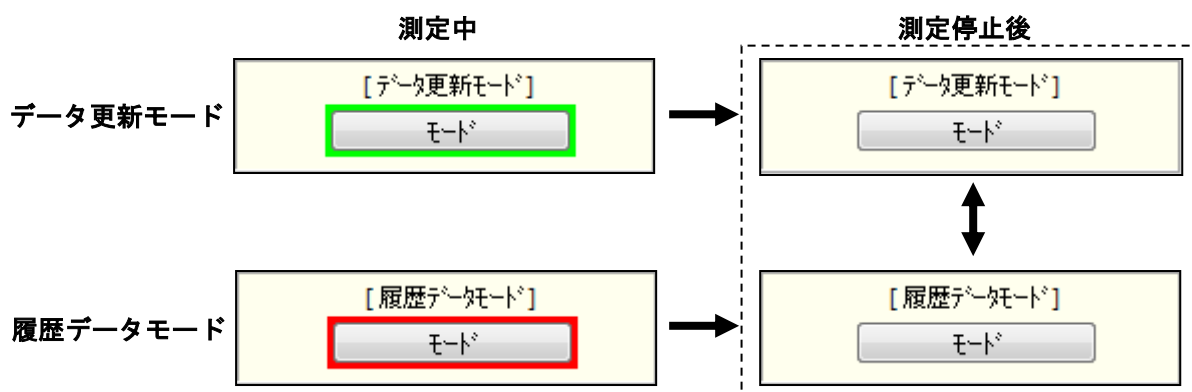 測定中
測定停止後
データ更新モード
[ﾃﾞｰﾀ更新ﾓｰﾄﾞ]
ﾓｰﾄﾞ
[ﾃﾞｰﾀ更新ﾓｰﾄﾞ]
ﾓｰﾄﾞ
履歴データモード
[履歴ﾃﾞｰﾀﾓｰﾄﾞ]
ﾓｰﾄﾞ
[履歴ﾃﾞｰﾀﾓｰﾄﾞ]
ﾓｰﾄﾞ